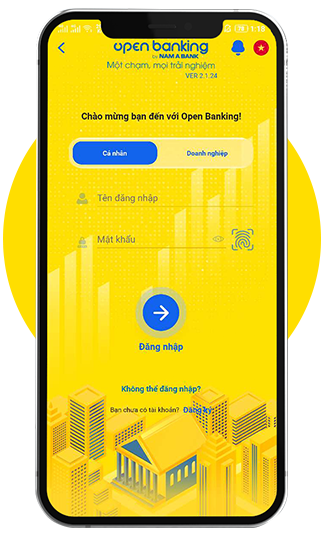 1:18
open banking
by NAM A BANK
Một chạm, mọi trải nghiệm
VER 2.1.24
Chào mừng bạn đến với Open Banking!
Cá nhân
Doanh nghiệp
Tên đăng nhập
Mật khẩu
Đăng nhập
Không thể đăng nhập?
Bạn chưa có tài khoản? Đăng ký